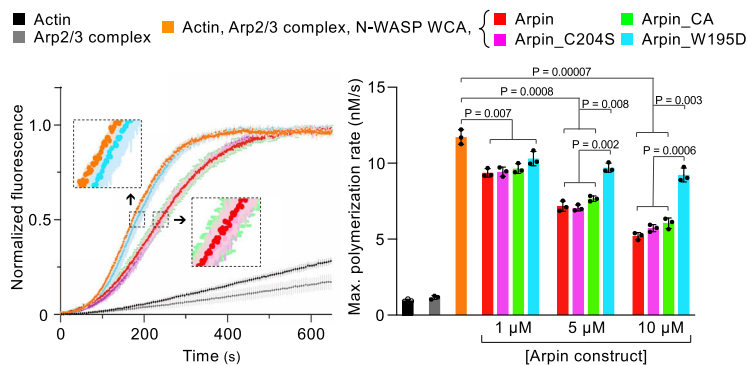 Actin
Arp2/3 complex
Actin, Arp2/3 complex, N-WASP WCA,
Arpin
Arpin_C204S
Arpin_CA
Arpin_W195D
Normalized fluorescence
1.0
0.5
0
0
200
400
600
Time (s)
Max. polymerization rate (nM/s)
15
10
5
0
P = 0.00007
P = 0.0008
P = 0.007
P = 0.008
P = 0.003
P = 0.002
P = 0.0006
1 µM
5 µM
10 µM
[Arpin construct]